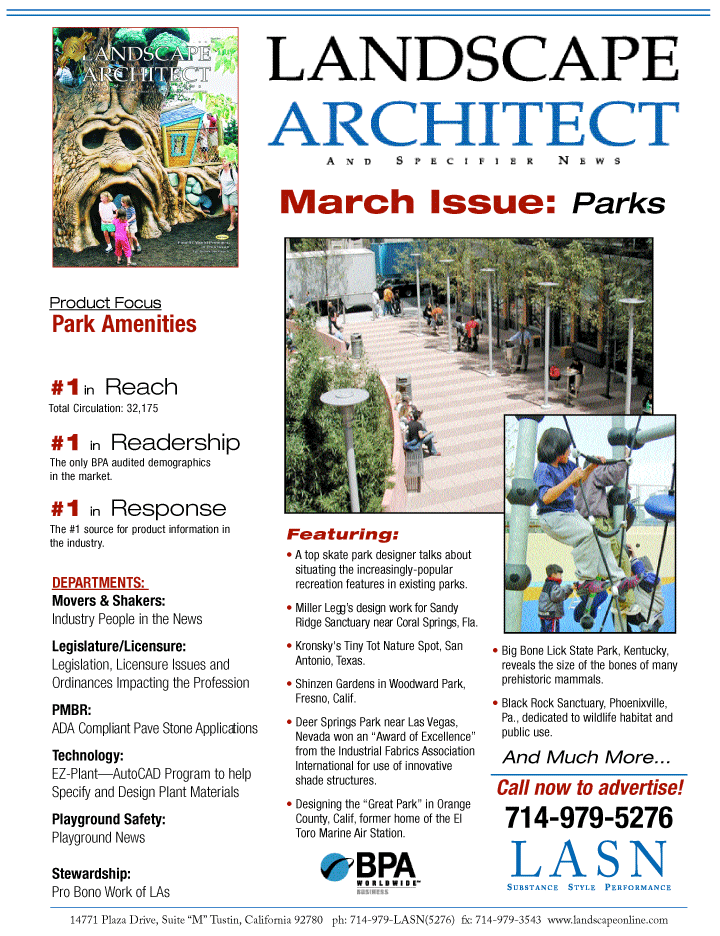 LANDSCAPE
ARCHITECT
LANDSCAPE
ARCHITECT
AND SPECIFIER NEWS
March Issue: Parks
Product Focus
Park Amenities
#1 in Reach
Total Circulation: 32,175
#1 in Readership
The only BPA audited demographics
in the market.
#1 in Response
The #1 source for product information in
the industry.
DEPARTMENTS:
Movers & Shakers:
Industry People in the News
Legislature/Licensure:
Legislation, Licensure Issues and
Ordinances Impacting the Profession
PMBR:
ADA Compliant Pave Stone Applications
Technology:
EZ-Plant—AutoCAD Program to help
Specify and Design Plant Materials
Playground Safety:
Playground News
Stewardship:
Pro Bono Work of LAs
Featuring:
• A top skate park designer talks about
situating the increasingly-popular
recreation features in existing parks.
• Miller Legg's design work for Sandy
Ridge Sanctuary near Coral Springs, Fla.
• Kronsky's Tiny Tot Nature Spot, San
Antonio, Texas.
• Shinzen Gardens in Woodward Park,
Fresno, Calif.
• Deer Springs Park near Las Vegas,
Nevada won an “Award of Excellence”
from the Industrial Fabrics Association
International for use of innovative
shade structures.
• Designing the “Great Park” in Orange
County, Calif, former home of the El
Toro Marine Air Station.
BPA
WORLDWIDE™
BUSINESS
• Big Bone Lick State Park, Kentucky,
reveals the size of the bones of many
prehistoric mammals.
• Black Rock Sanctuary, Phoenixville,
Pa., dedicated to wildlife habitat and
public use.
And Much More...
Call now to advertise!
714-979-5276
LASN
SUBSTANCE STYLE PERFORMANCE
14771 Plaza Drive, Suite “M” Tustin, California 92780 ph: 714-979-LASN(5276) fx: 714-979-3543 www.landscapeonline.com